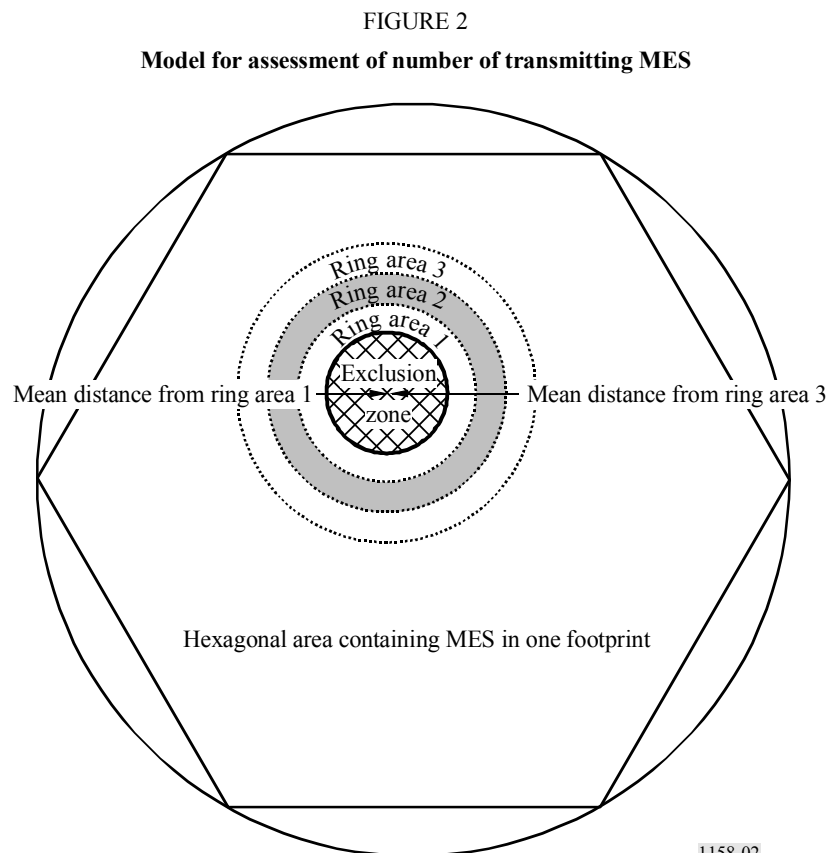 FIGURE 2
Model for assessment of number of transmitting MES
Ring area 3
Ring area 2
Ring area 1
Exclusion
Mean distance from ring area 1
Mean distance from ring area 3
zone
Hexagonal area containing MES in one footprint
1158-02